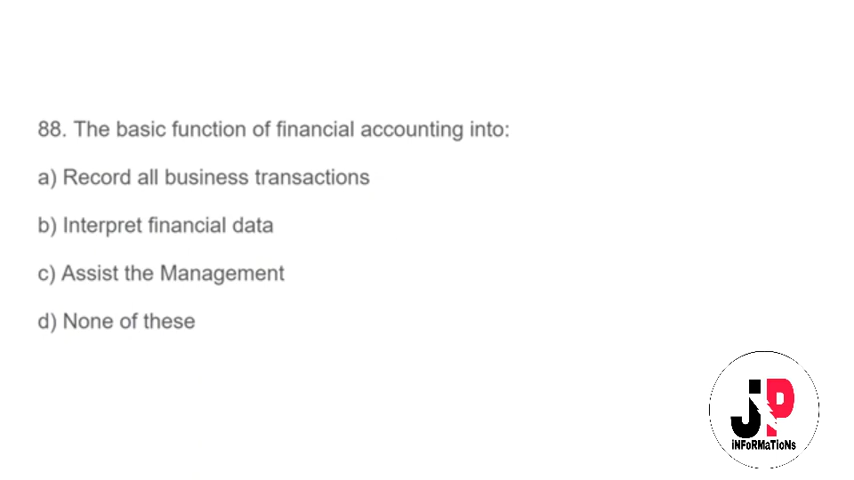 88. The basic function of financial accounting into:
a) Record all business transactions
b) Interpret financial data
c) Assist the Management
d) None of these
JP
iNFoRMaTioNs